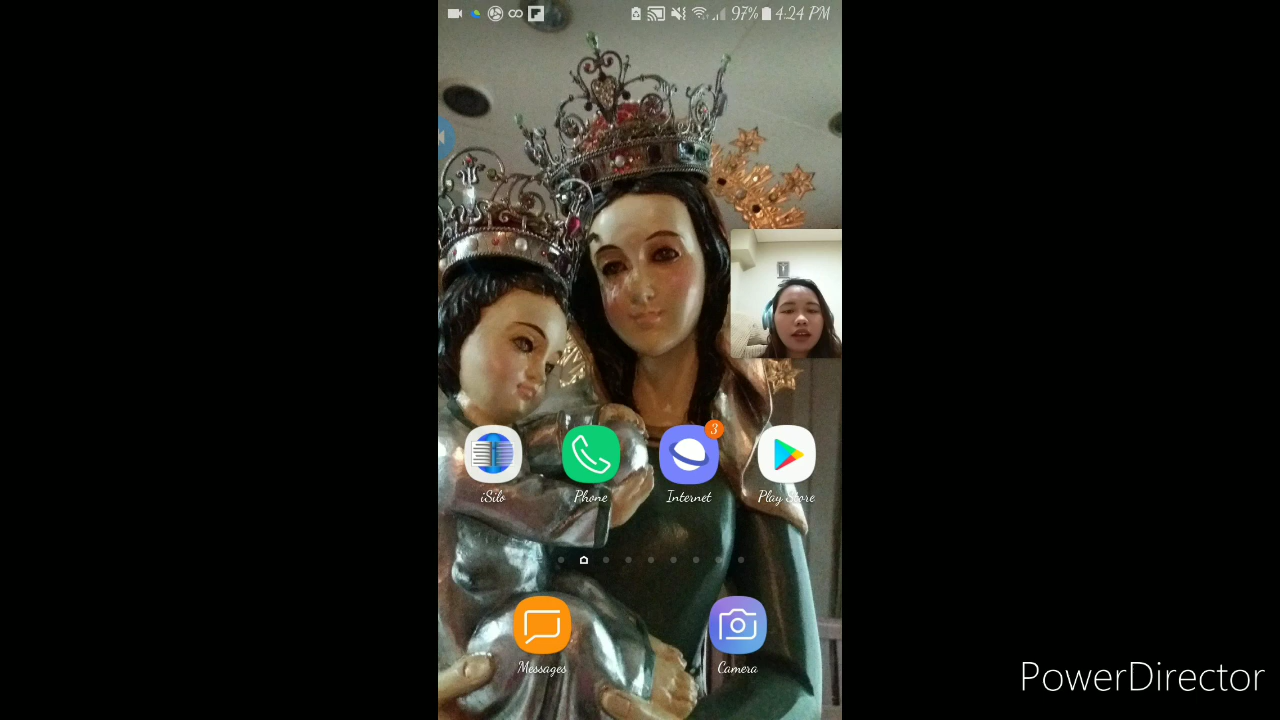 97% 4:24 PM
3
iSilo Phone Internet Play Store
Messages Camera
PowerDirector